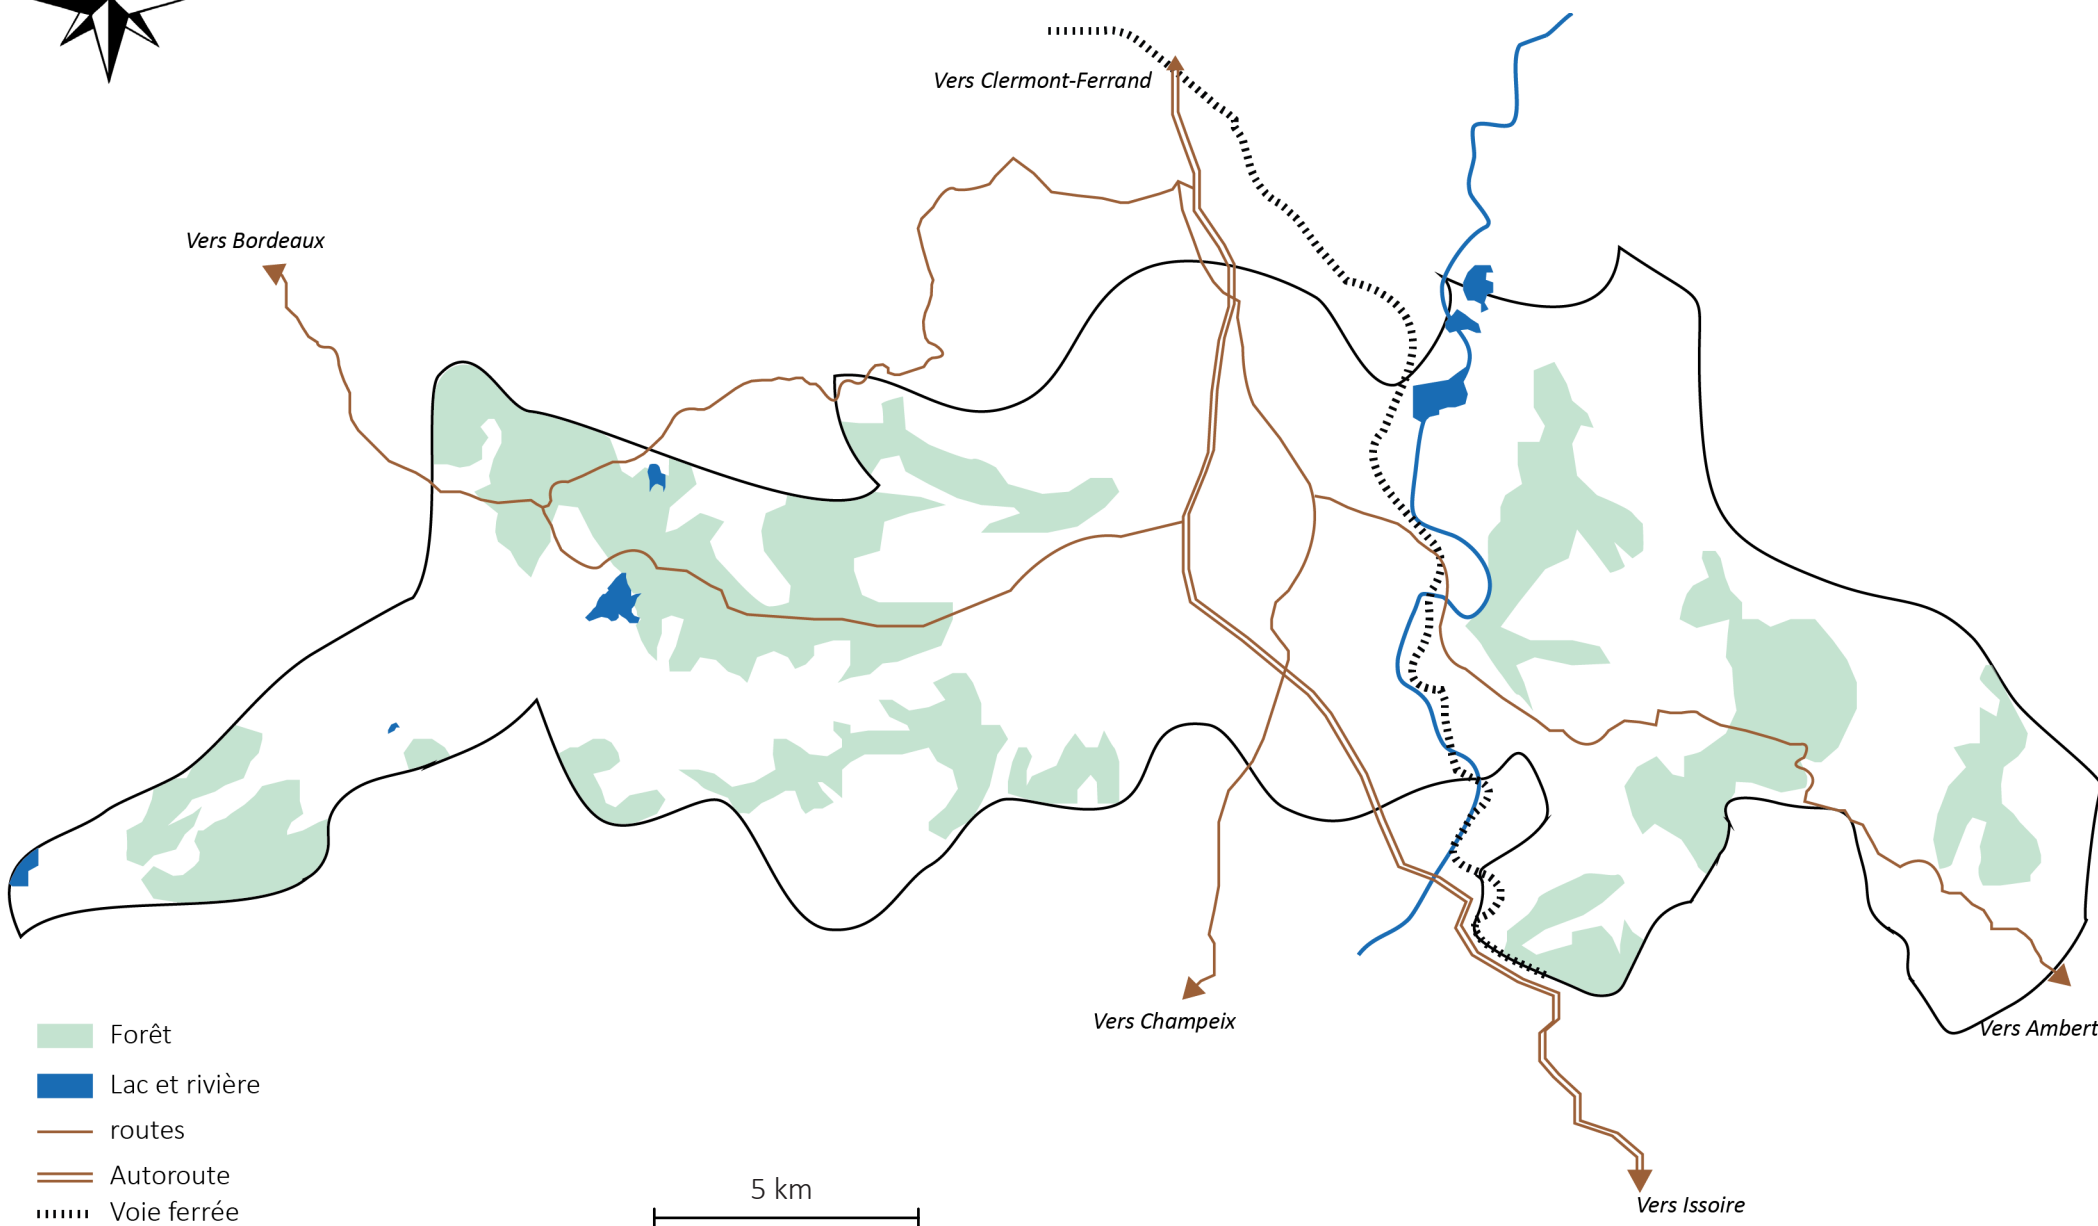 Vers Clermont-Ferrand
Vers Bordeaux
Vers Champeix
Vers Ambert
Forêt
Lac et rivière
routes
Autoroute
Voie ferrée
5 km
Vers Issoire